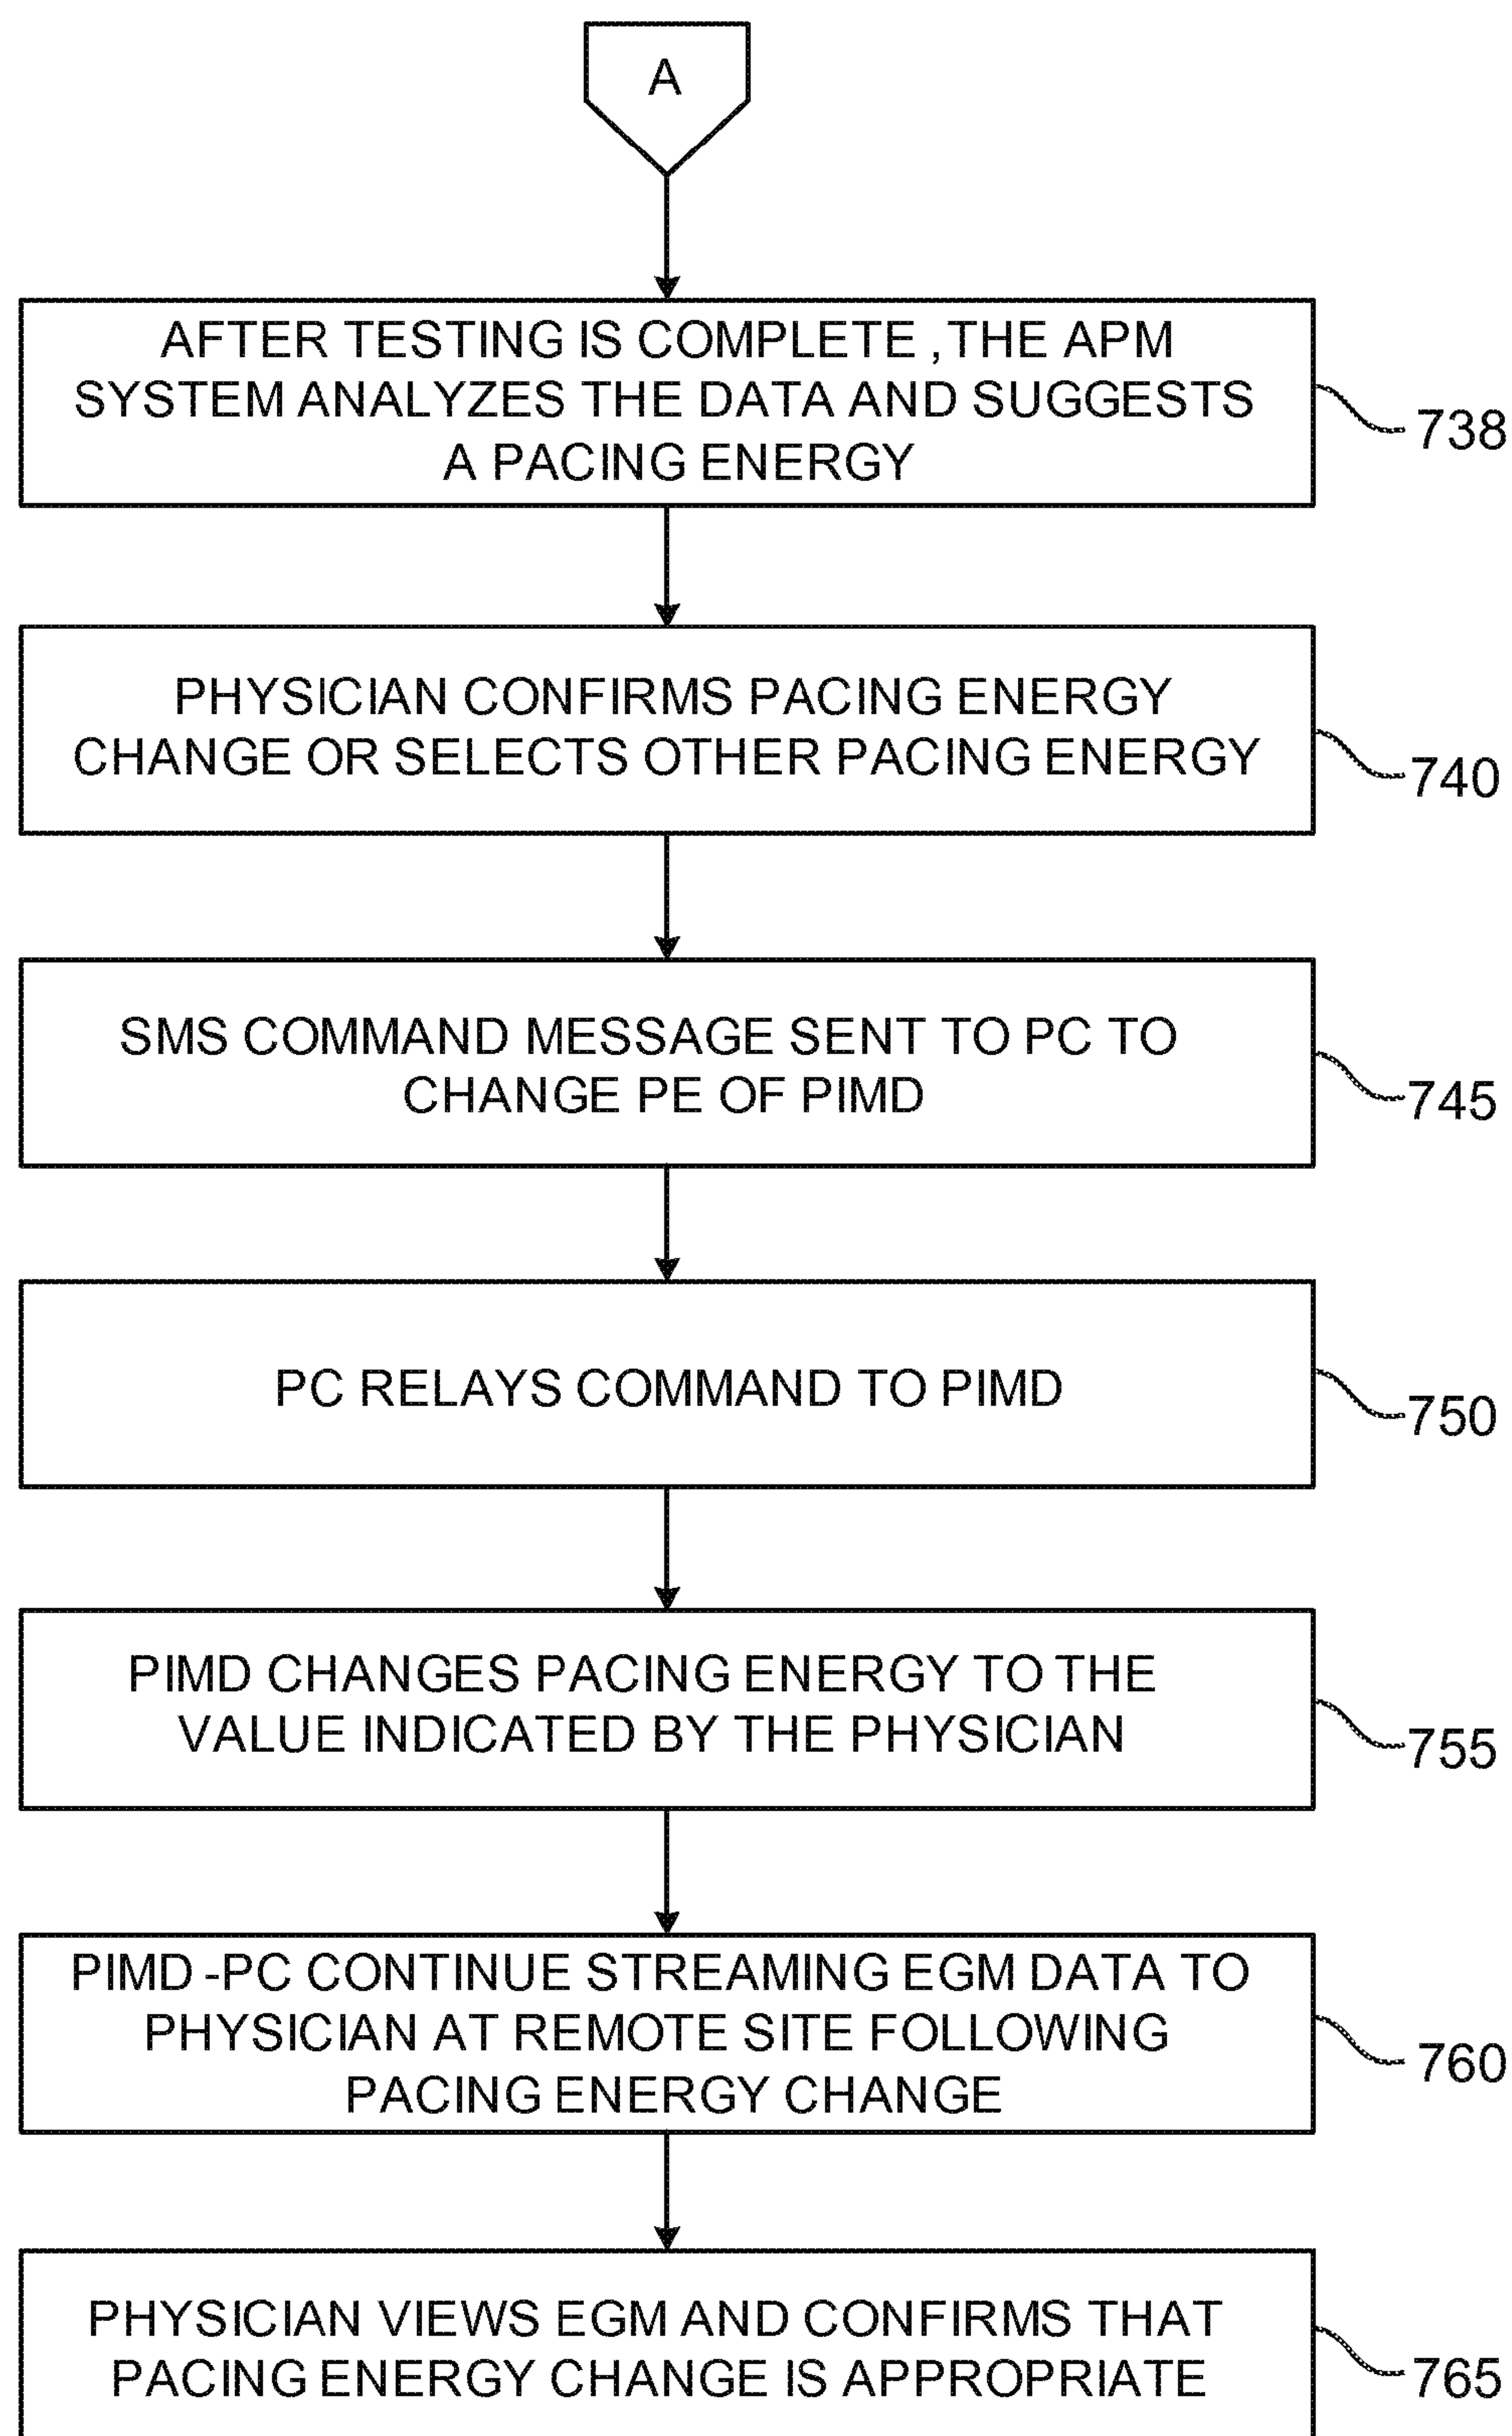 A
AFTER TESTING IS COMPLETE ,THE APM
SYSTEM ANALYZES THE DATA AND SUGGESTS
A PACING ENERGY
738
PHYSICIAN CONFIRMS PACING ENERGY
CHANGE OR SELECTS OTHER PACING ENERGY
740
SMS COMMAND MESSAGE SENT TO PC TO
CHANGE PE OF PIMD
745
PC RELAYS COMMAND TO PIMD
750
PIMD CHANGES PACING ENERGY TO THE
VALUE INDICATED BY THE PHYSICIAN
755
PIMD -PC CONTINUE STREAMING EGM DATA TO
PHYSICIAN AT REMOTE SITE FOLLOWING
PACING ENERGY CHANGE
760
PHYSICIAN VIEWS EGM AND CONFIRMS THAT
PACING ENERGY CHANGE IS APPROPRIATE
765